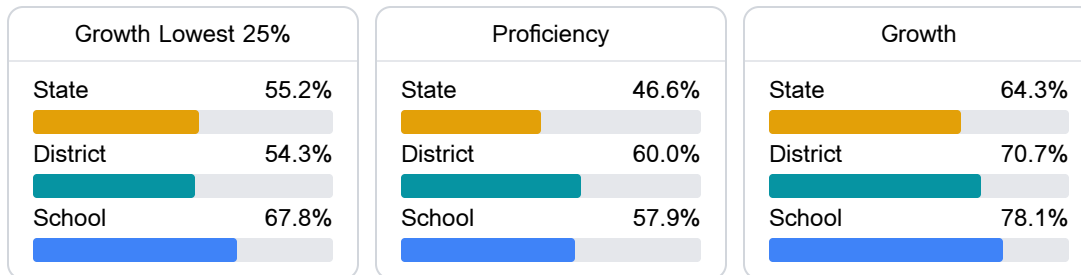 Growth Lowest 25%
State 55.2%
District 54.3%
School 67.8%
Proficiency
State 46.6%
District 60.0%
School 57.9%
Growth
State 64.3%
District 70.7%
School 78.1%